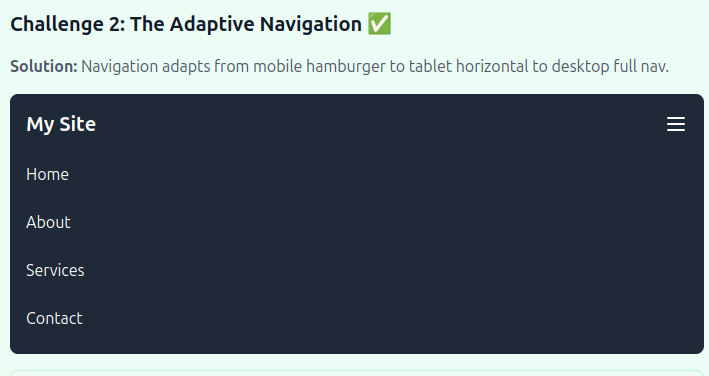 Challenge 2: The Adaptive Navigation ✅
Solution: Navigation adapts from mobile hamburger to tablet horizontal to desktop full nav.
My Site
Home
About
Services
Contact